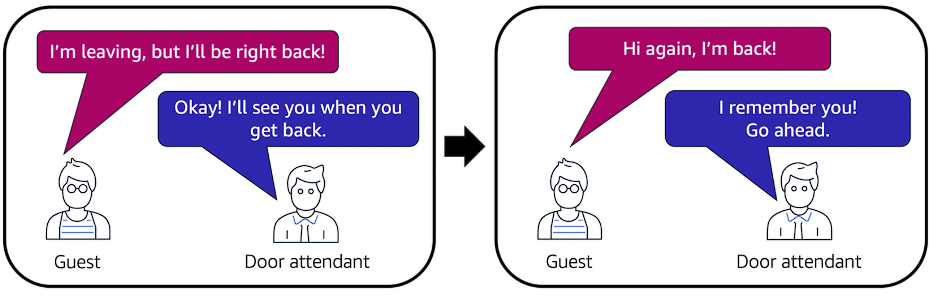 I'm leaving, but I'll be right back!
Okay! I'll see you when you
get back.
Guest
Door attendant
Hi again, I'm back!
I remember you!
Go ahead.
Guest
Door attendant